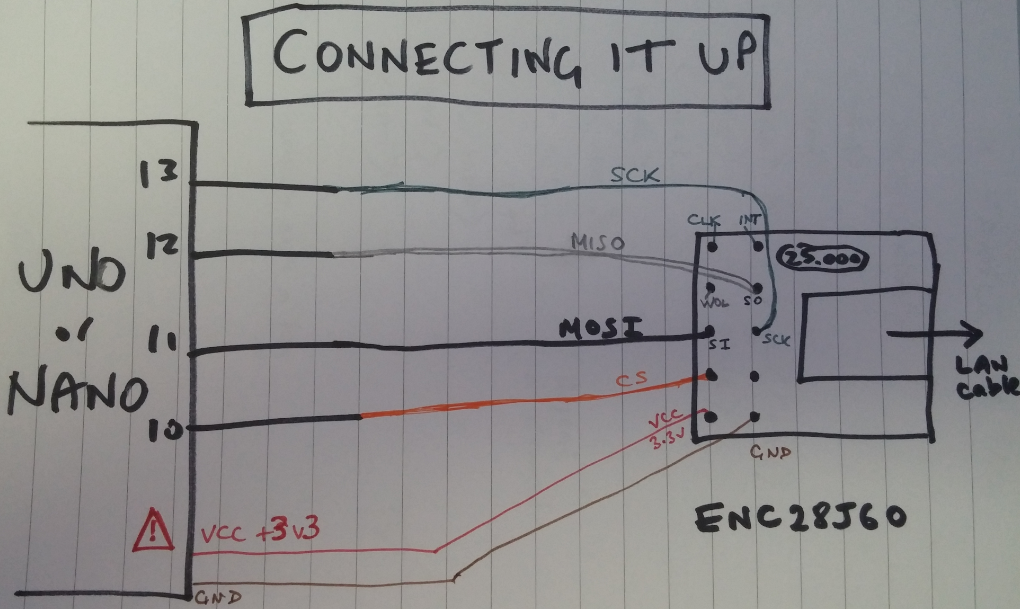 CONNECTING IT UP
13
SCK
CLK INT
12
MISO
25.000
UNO
or
NANO
WOL SO
11
MOSI
SI SCK
LAN
cable
CS
10
VCC
3.3V
GND
ENC28J60
!
VCC +3v3
GND